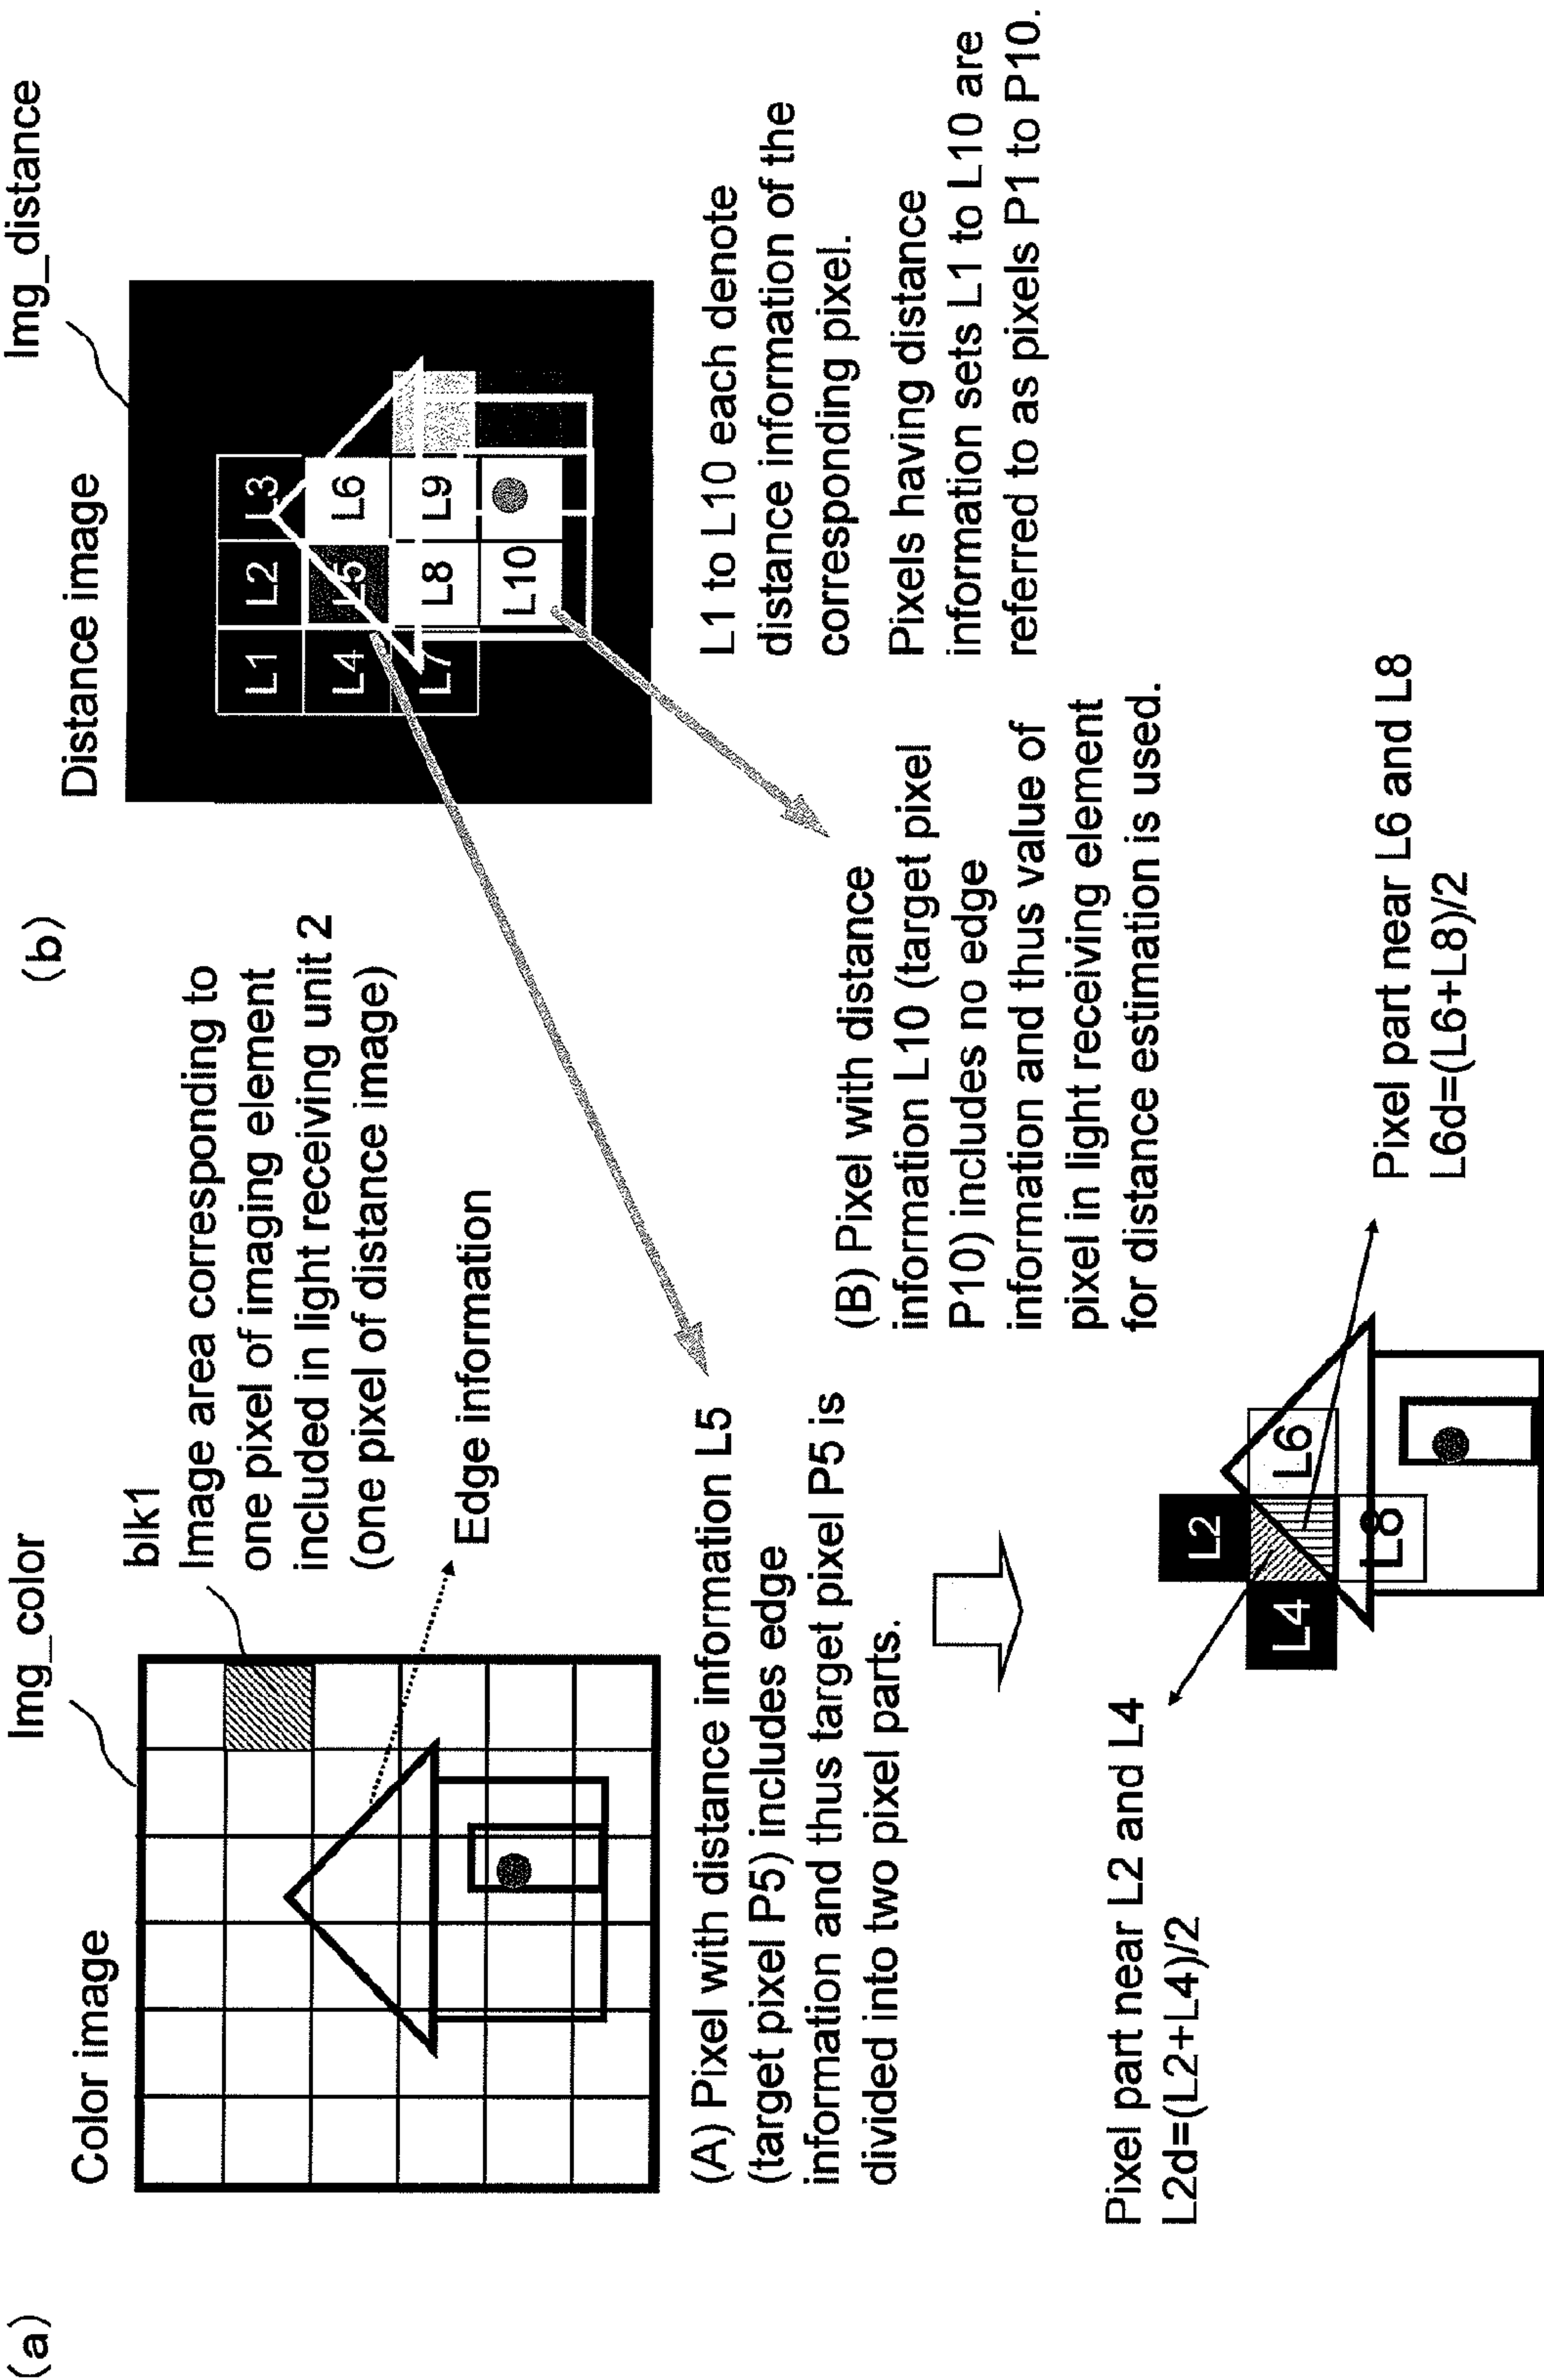 (a)
Img_color
Color image
blk1
Image area corresponding to
one pixel of imaging element
included in light receiving unit 2
(one pixel of distance image)
Edge information
(b)
Img_distance
Distance image
L1
L2
L3
L4
L5
L6
L7
L8
L9
L10
L1 to L10 each denote
distance information of the
corresponding pixel.
Pixels having distance
information sets L1 to L10 are
referred to as pixels P1 to P10.
(A) Pixel with distance information L5
(target pixel P5) includes edge
information and thus target pixel P5 is
divided into two pixel parts.
(B) Pixel with distance
information L10 (target pixel
P10) includes no edge
information and thus value of
pixel in light receiving element
for distance estimation is used.
Pixel part near L2 and L4
L2d=(L2+L4)/2
L2
L4
L6
L8
Pixel part near L6 and L8
L6d=(L6+L8)/2